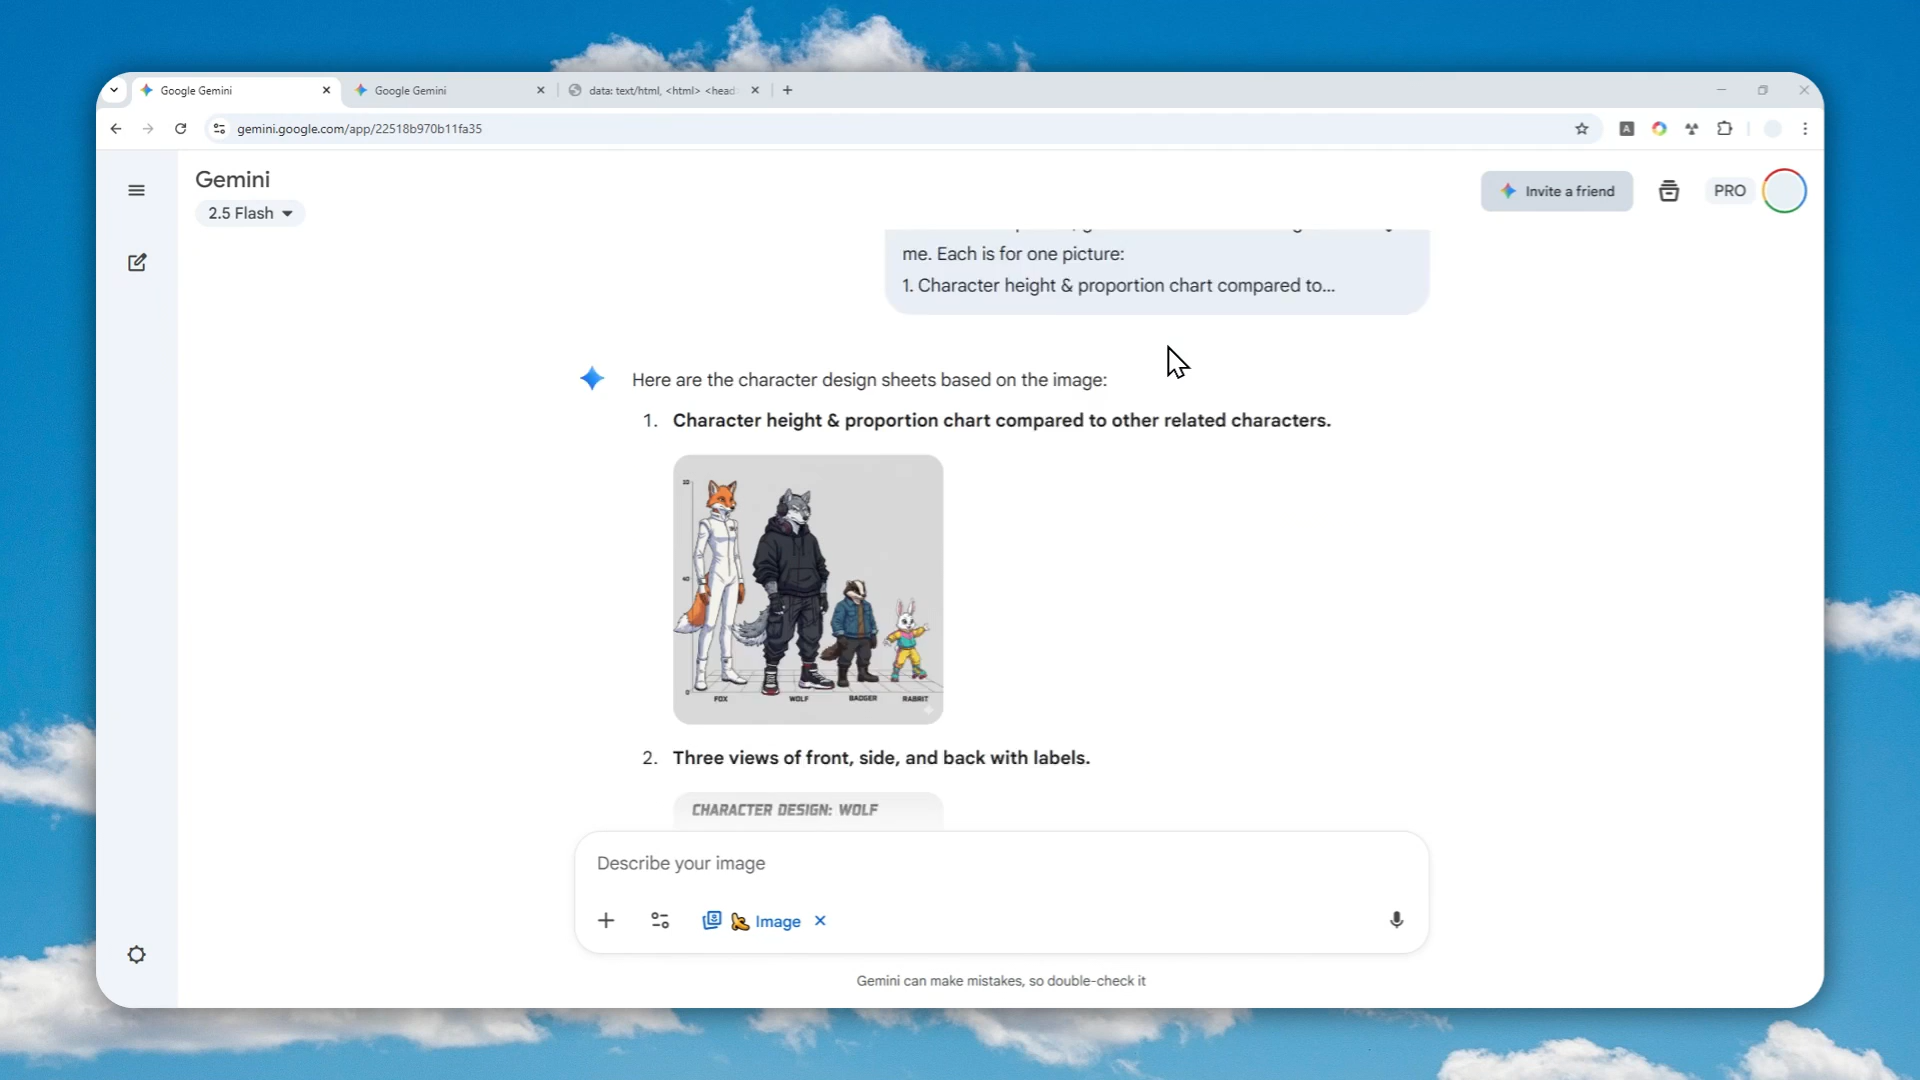 Google Gemini
Google Gemini
data: text/html, <html> <head
gemini.google.com/app/22518b970b11fa35
Gemini
2.5 Flash
Invite a friend
PRO
me. Each is for one picture:
1. Character height & proportion chart compared to...
Here are the character design sheets based on the image:
1. Character height & proportion chart compared to other related characters.
0
FOX
WOLF
BADGER
RABBIT
2. Three views of front, side, and back with labels.
CHARACTER DESIGN: WOLF
Describe your image
Image
Gemini can make mistakes, so double-check it